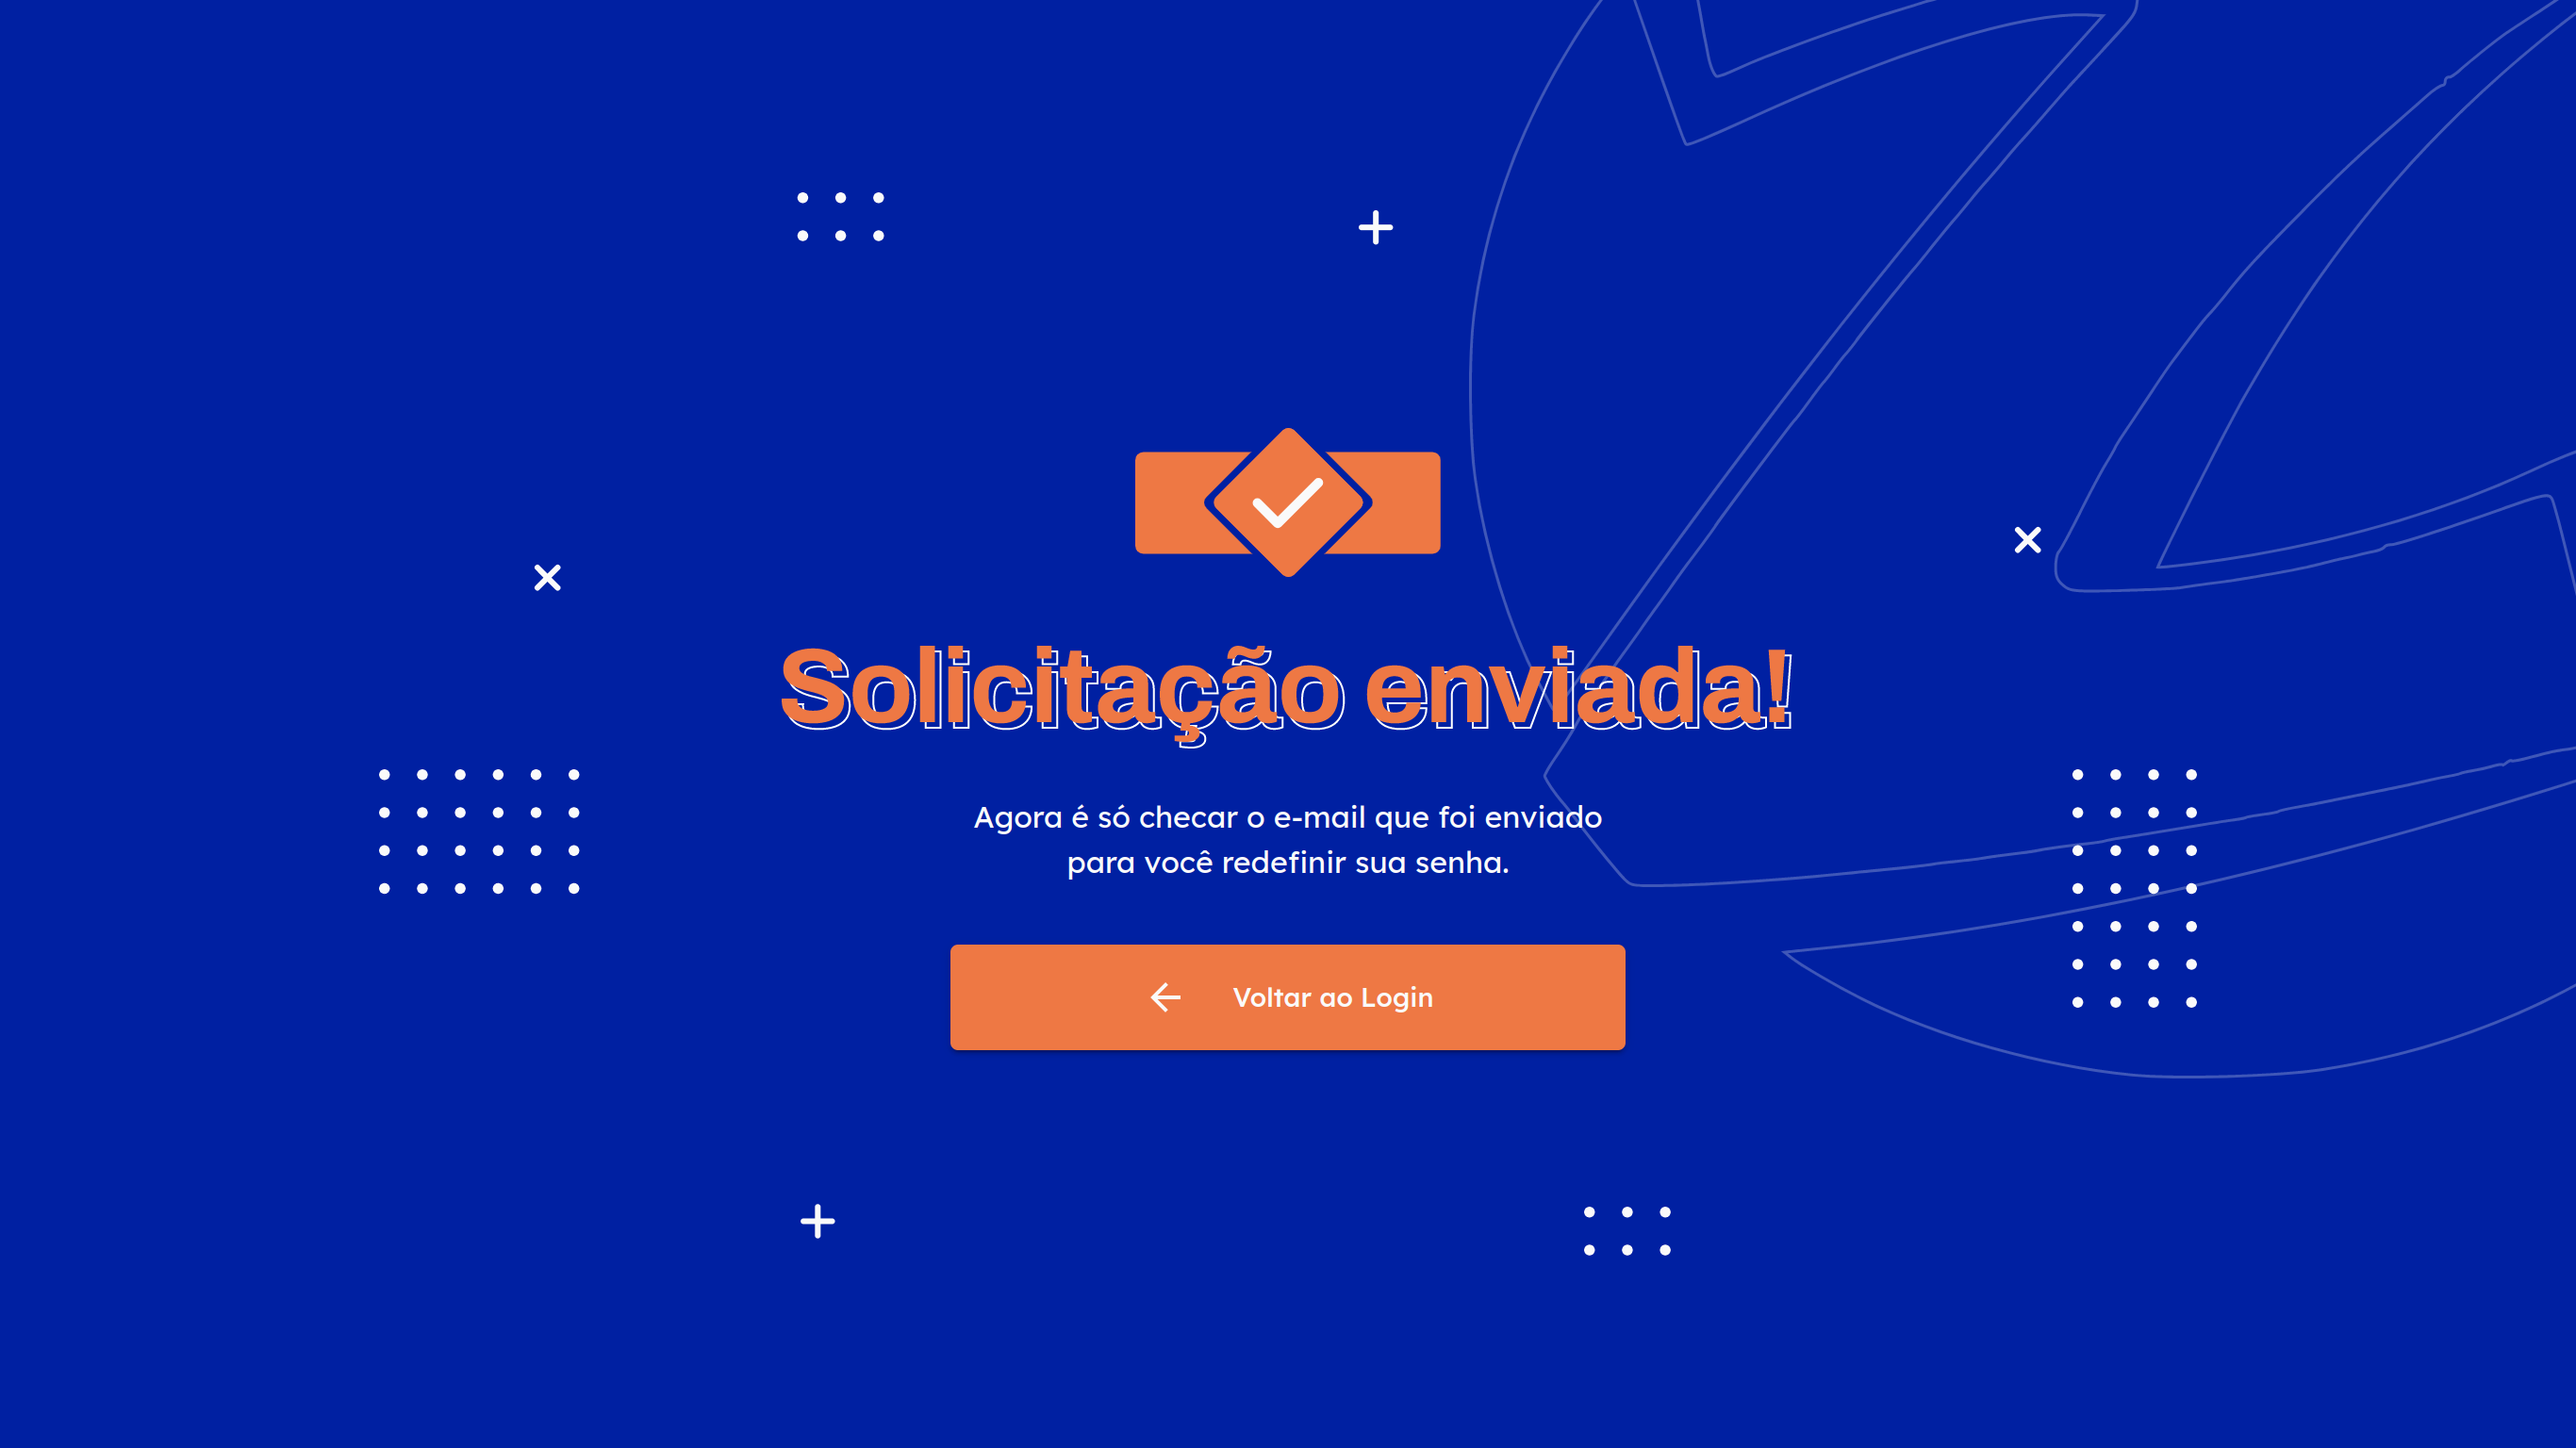 Solicitação enviada!
Agora é só checar o e-mail que foi enviado
para você redefinir sua senha.
Voltar ao Login